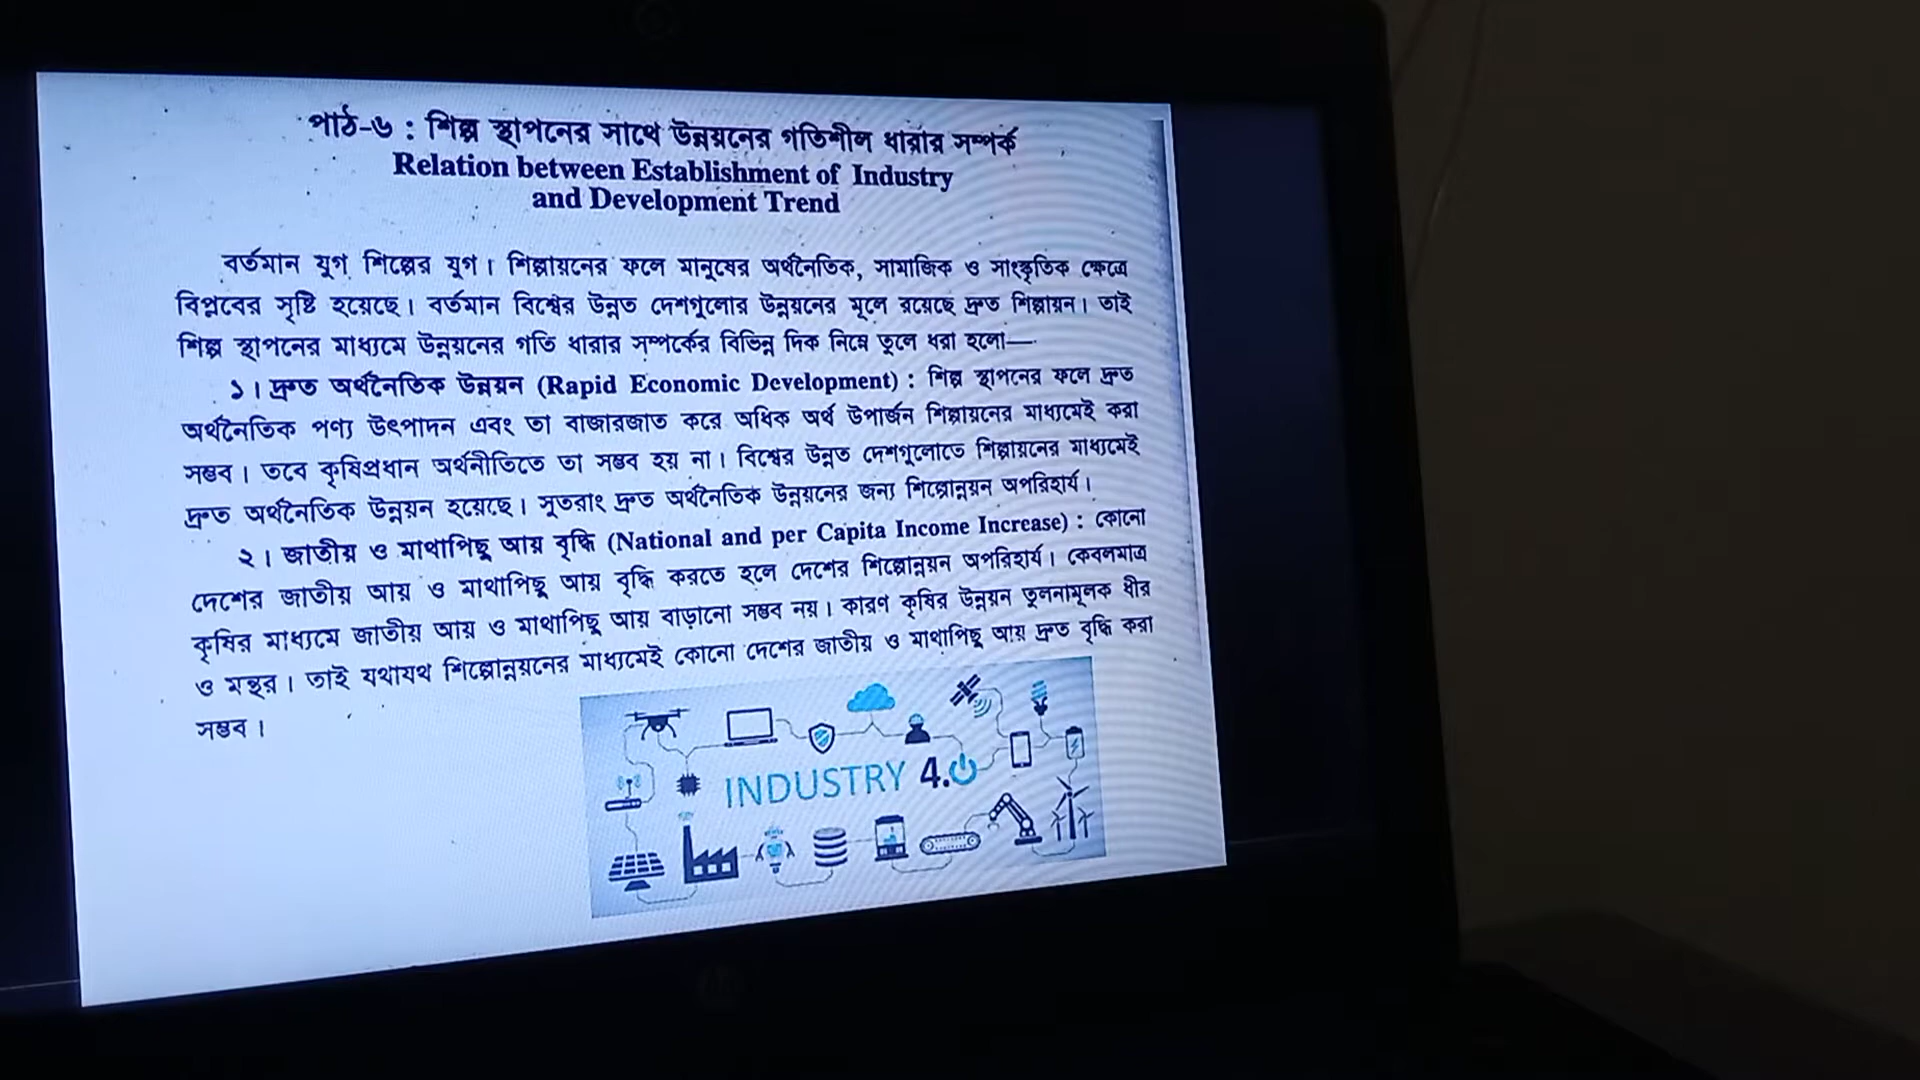 পাঠ-৬ : শিল্প স্থাপনের সাথে উন্নয়নের গতিশীল ধারার সম্পর্ক
Relation between Establishment of Industry
and Development Trend
বর্তমান যুগ শিল্পের যুগ। শিল্পায়নের ফলে মানুষের অর্থনৈতিক, সামাজিক ও সাংস্কৃতিক ক্ষেত্রে
বিপ্লবের সৃষ্টি হয়েছে। বর্তমান বিশ্বের উন্নত দেশগুলোর উন্নয়নের মূলে রয়েছে দ্রুত শিল্পায়ন। তাই
শিল্প স্থাপনের মাধ্যমে উন্নয়নের গতি ধারার সম্পর্কের বিভিন্ন দিক নিম্নে তুলে ধরা হলো—
১। দ্রুত অর্থনৈতিক উন্নয়ন (Rapid Economic Development) : শিল্প স্থাপনের ফলে দ্রুত
অর্থনৈতিক পণ্য উৎপাদন এবং তা বাজারজাত করে অধিক অর্থ উপার্জন শিল্পায়নের মাধ্যমেই করা
সম্ভব। তবে কৃষিপ্রধান অর্থনীতিতে তা সম্ভব হয় না। বিশ্বের উন্নত দেশগুলোতে শিল্পায়নের মাধ্যমেই
দ্রুত অর্থনৈতিক উন্নয়ন হয়েছে। সুতরাং দ্রুত অর্থনৈতিক উন্নয়নের জন্য শিল্পোন্নয়ন অপরিহার্য।
২। জাতীয় ও মাথাপিছু আয় বৃদ্ধি (National and per Capita Income Increase) : কোনো
দেশের জাতীয় আয় ও মাথাপিছু আয় বৃদ্ধি করতে হলে দেশের শিল্পোন্নয়ন অপরিহার্য। কেবলমাত্র
কৃষির মাধ্যমে জাতীয় আয় ও মাথাপিছু আয় বাড়ানো সম্ভব নয়। কারণ কৃষির উন্নয়ন তুলনামূলক ধীর
ও মন্থর। তাই যথাযথ শিল্পোন্নয়নের মাধ্যমেই কোনো দেশের জাতীয় ও মাথাপিছু আয় দ্রুত বৃদ্ধি করা
সম্ভব।
INDUSTRY 4.0